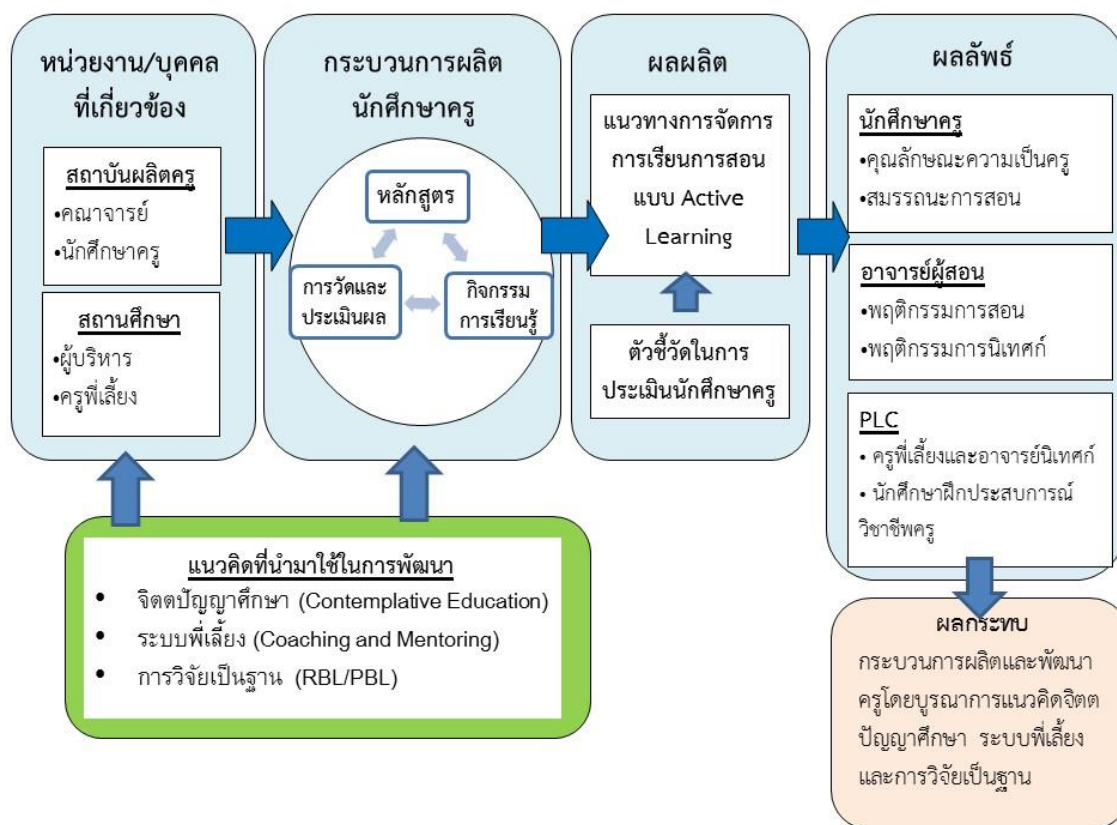 หน่วยงาน/บุคคล
ที่เกี่ยวข้อง
สถาบันผลิตครู
•คณาจารย์
•นักศึกษาครู
สถานศึกษา
•ผู้บริหาร
•ครูพี่เลี้ยง
กระบวนการผลิต
นักศึกษาครู
หลักสูตร
การวัดและ
ประเมินผล
กิจกรรม
การเรียนรู้
ผลผลิต
แนวทางการจัดการ
การเรียนการสอน
แบบ Active
Learning
ตัวชี้วัดในการ
ประเมินนักศึกษาครู
ผลลัพธ์
นักศึกษาครู
•คุณลักษณะความเป็นครู
•สมรรถนะการสอน
อาจารย์ผู้สอน
•พฤติกรรมการสอน
•พฤติกรรมการนิเทศก์
PLC
• ครูพี่เลี้ยงและอาจารย์นิเทศก์
• นักศึกษาฝึกประสบการณ์
วิชาชีพครู
แนวคิดที่นำมาใช้ในการพัฒนา
• จิตตปัญญาศึกษา (Contemplative Education)
• ระบบพี่เลี้ยง (Coaching and Mentoring)
• การวิจัยเป็นฐาน (RBL/PBL)
ผลกระทบ
กระบวนการผลิตและพัฒนา
ครูโดยบูรณาการแนวคิดจิตต
ปัญญาศึกษา ระบบพี่เลี้ยง
และการวิจัยเป็นฐาน